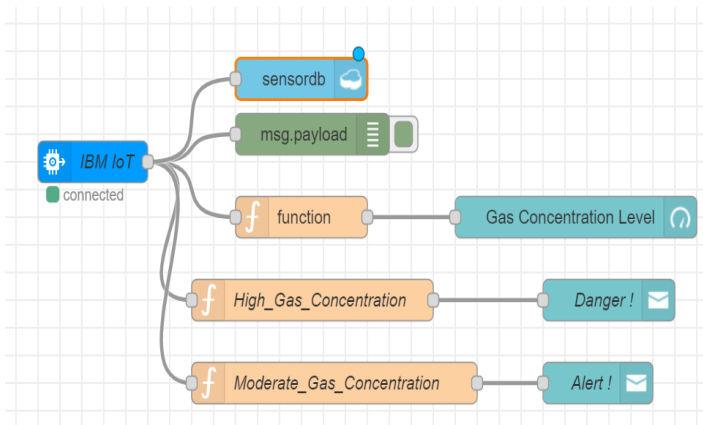 sensordb
msg.payload
IBM IoT
connected
function
Gas Concentration Level
High_Gas_Concentration
Danger !
Moderate_Gas_Concentration
Alert !